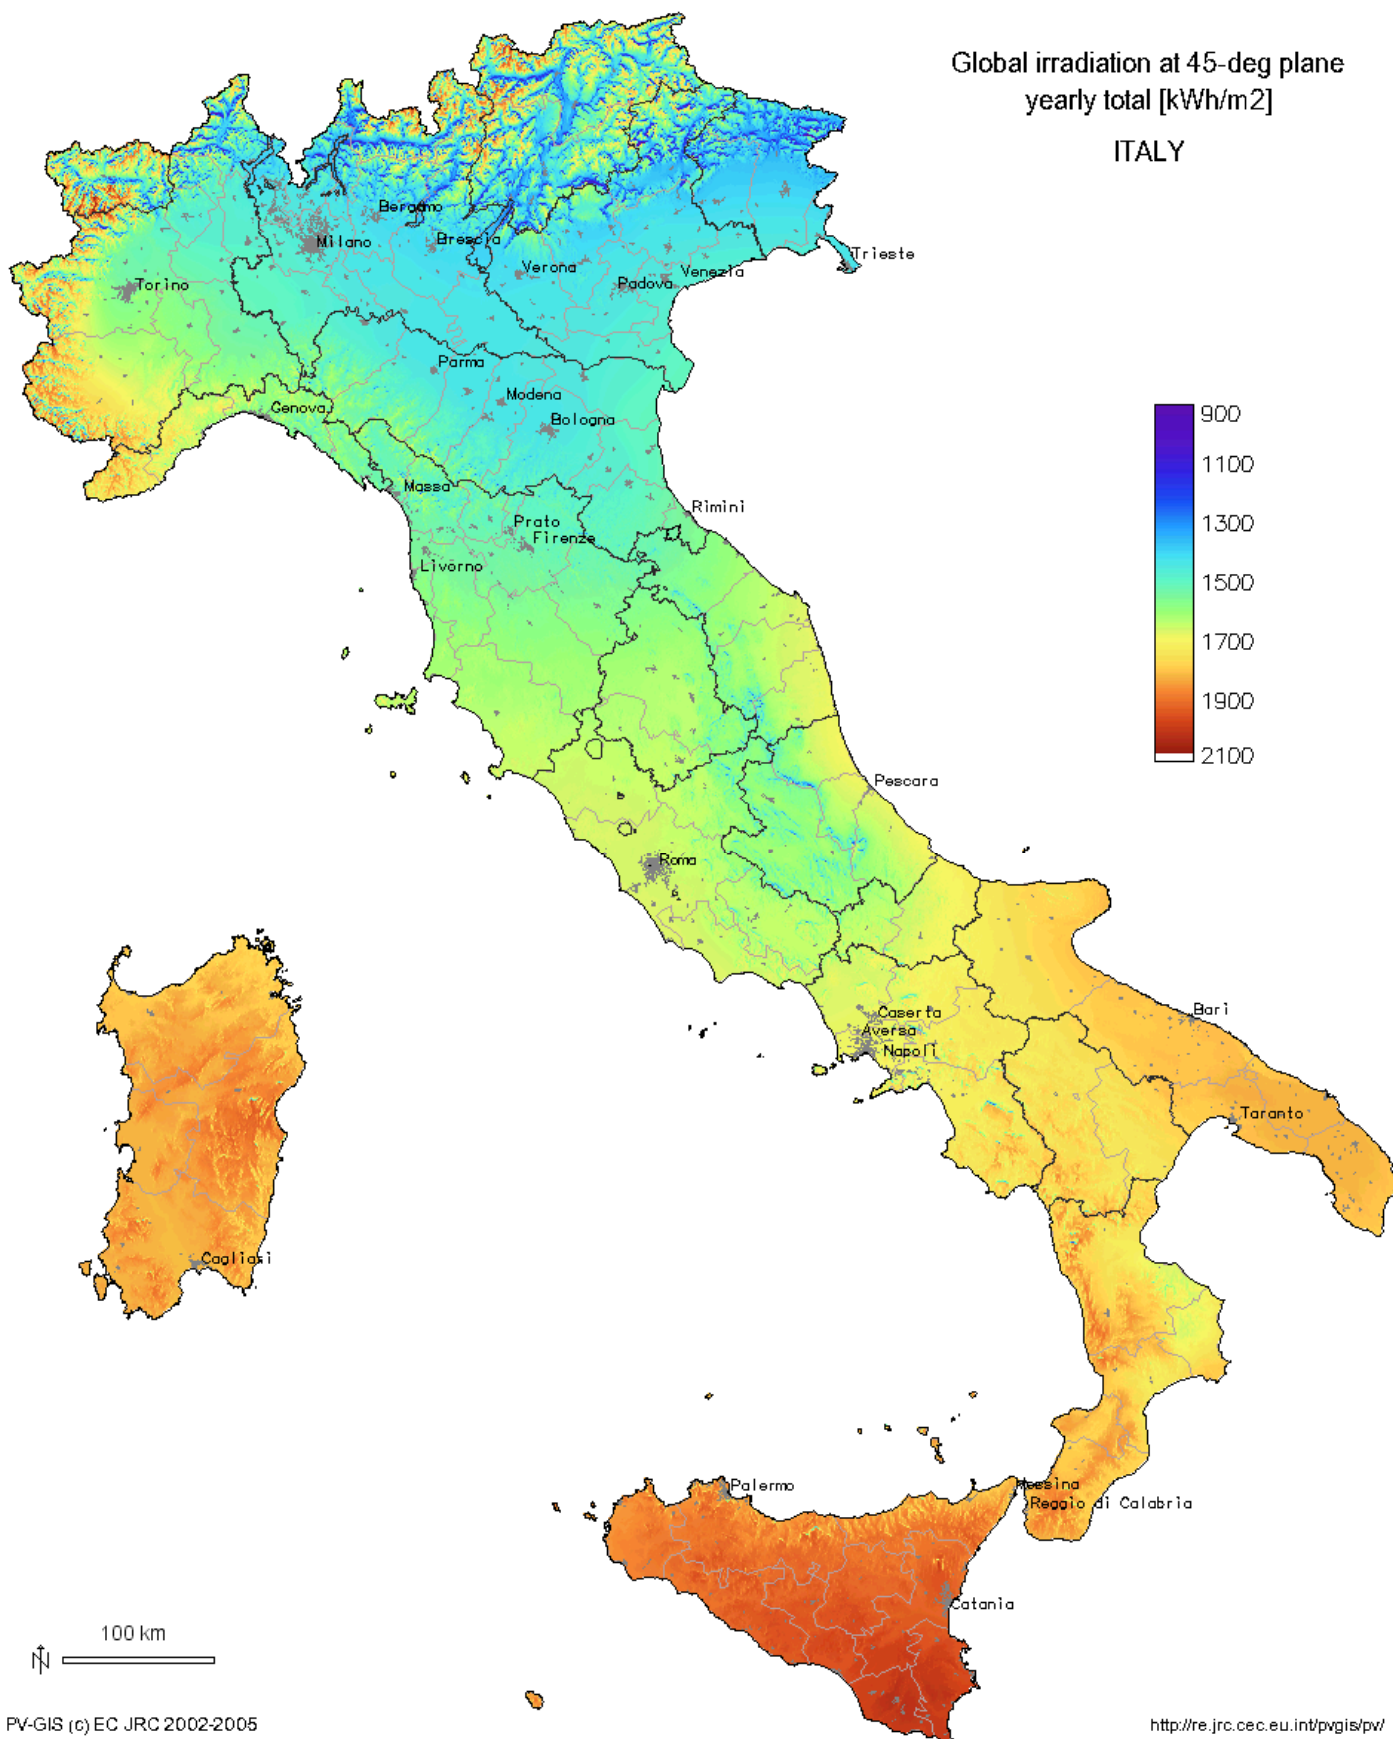 Global irradiation at 45-deg plane
yearly total [kWh/m2]
ITALY
Bergamo
Milano
Brescia
Trieste
Verona
Venezia
Torino
Padova
Parma
Modena
Genova
Bologna
900
1100
1300
1500
1700
1900
2100
Massa
Rimini
Prato
Firenze
Livorno
Pescara
Roma
Caserta
Bari
Aversa
Napoli
Taranto
Cagliari
Palermo
Messina
Reggio di Calabria
Catania
100 km
N
PV-GIS (c) EC JRC 2002-2005
http://re.jrc.cec.eu.int/pvgis/pv/